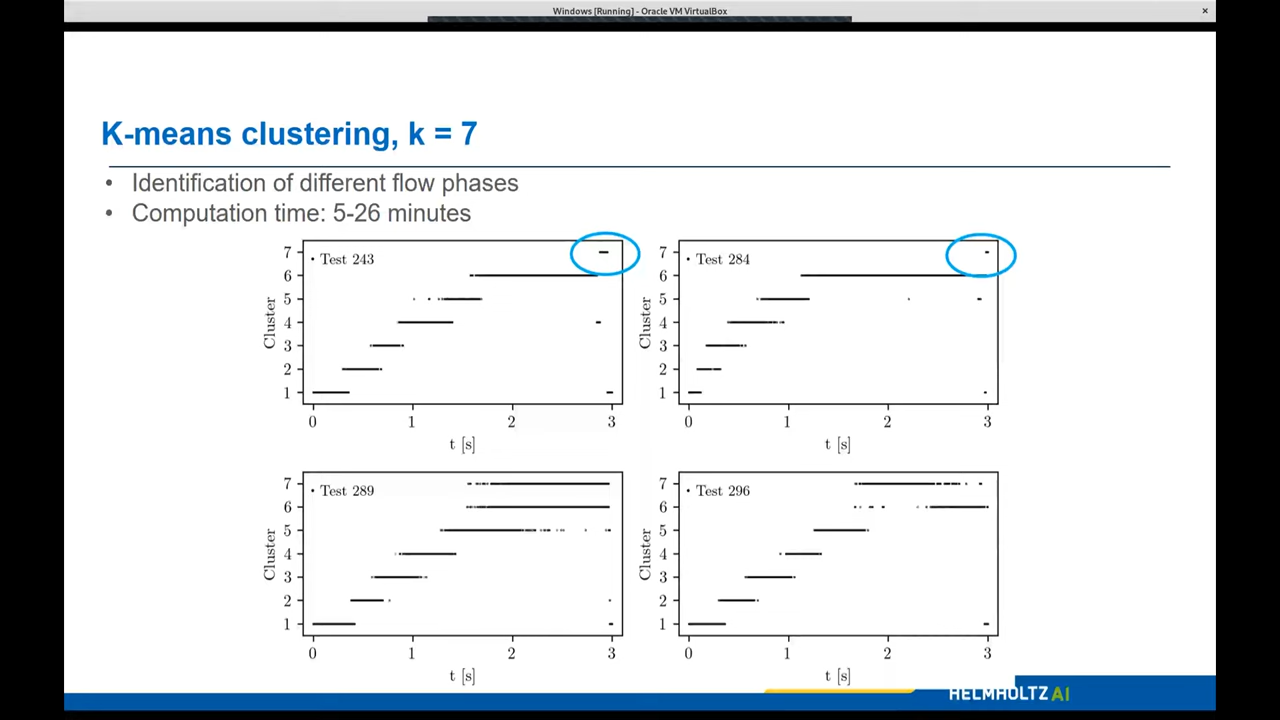 Windows [Running] - Oracle VM VirtualBox
×
K-means clustering, k = 7
• Identification of different flow phases
• Computation time: 5-26 minutes
7
6
5
4
3
2
1
Cluster
Test 243
0 1 2 3
t [s]
7
6
5
4
3
2
1
Cluster
Test 284
0 1 2 3
t [s]
7
6
5
4
3
2
1
Cluster
Test 289
0 1 2 3
t [s]
7
6
5
4
3
2
1
Cluster
Test 296
0 1 2 3
t [s]
HELMHOLTZ AI